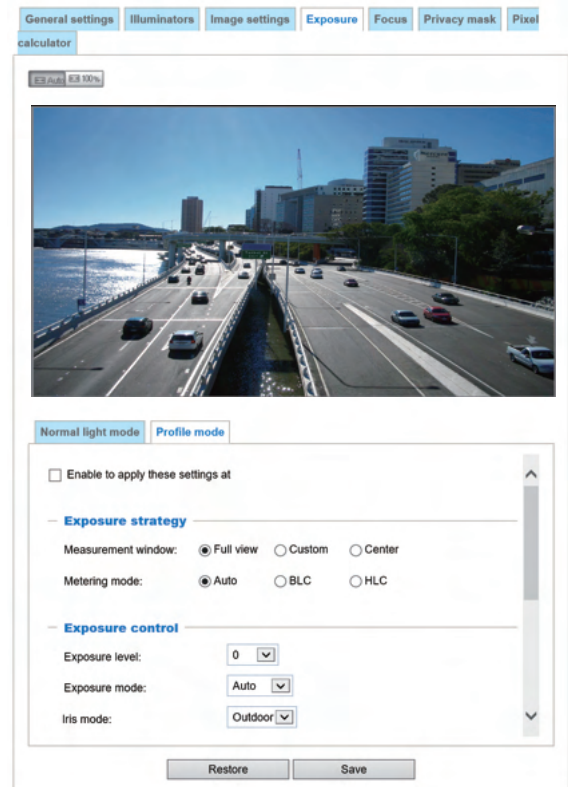 General settings Illuminators Image settings Exposure Focus Privacy mask Pixel
calculator
Auto 100%
Normal light mode Profile mode
Enable to apply these settings at
Exposure strategy
Measurement window: Full view Custom Center
Metering mode: Auto BLC HLC
Exposure control
Exposure level: 0
Exposure mode: Auto
Iris mode: Outdoor
Restore Save